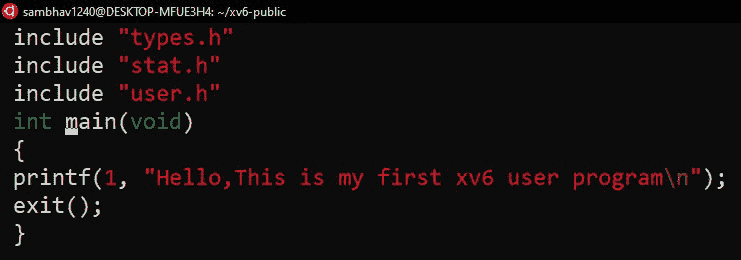 sambhav1240@DESKTOP-MFUE3H4: ~/xv6-public
include "types.h"
include "stat.h"
include "user.h"
int main(void)
{
printf(1, "Hello,This is my first xv6 user program\n");
exit();
}